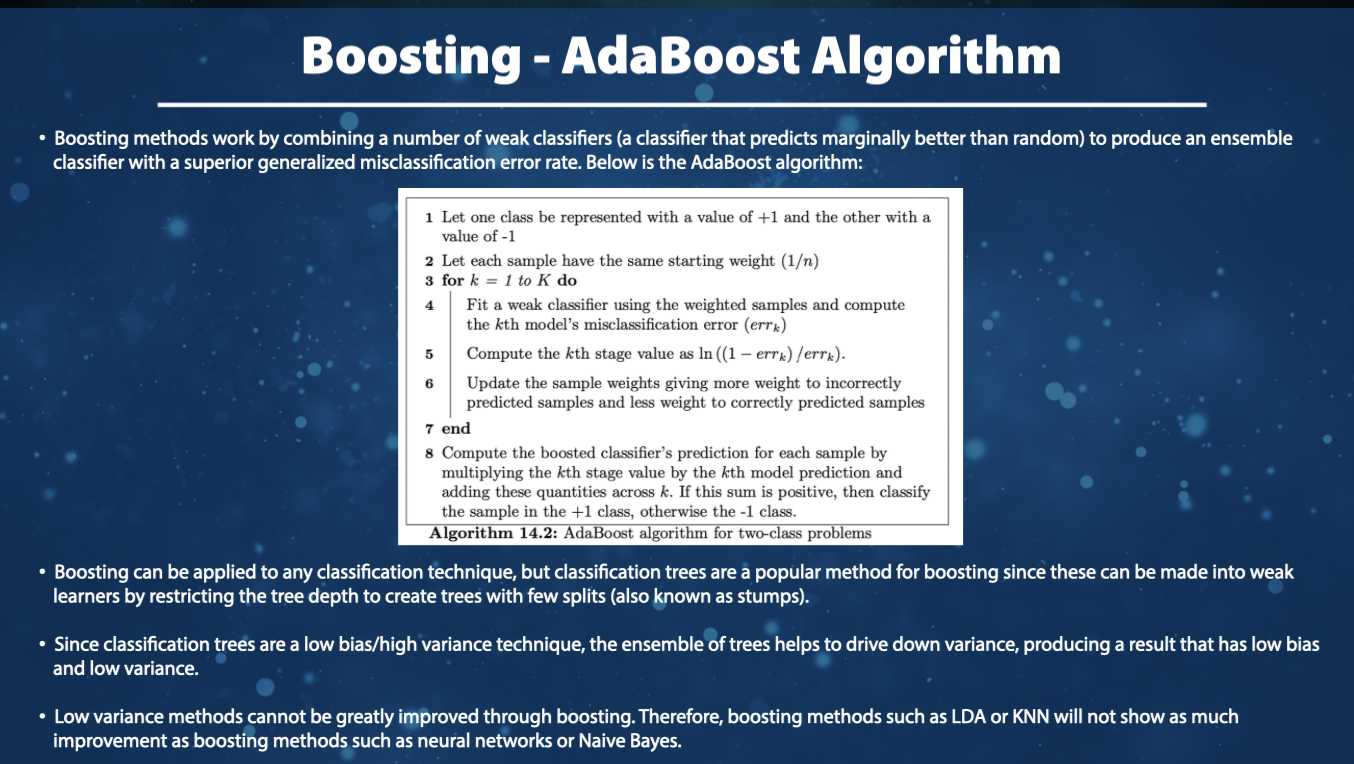 Boosting - AdaBoost Algorithm
• Boosting methods work by combining a number of weak classifiers (a classifier that predicts marginally better than random) to produce an ensemble
classifier with a superior generalized misclassification error rate. Below is the AdaBoost algorithm:
1 Let one class be represented with a value of +1 and the other with a
value of -1
2 Let each sample have the same starting weight (1/n)
3 for k = 1 to K do
4 Fit a weak classifier using the weighted samples and compute
the kth model's misclassification error (errₖ)
5 Compute the kth stage value as ln ((1 − errₖ) /errₖ).
6 Update the sample weights giving more weight to incorrectly
predicted samples and less weight to correctly predicted samples
7 end
8 Compute the boosted classifier's prediction for each sample by
multiplying the kth stage value by the kth model prediction and
adding these quantities across k. If this sum is positive, then classify
the sample in the +1 class, otherwise the -1 class.
Algorithm 14.2: AdaBoost algorithm for two-class problems
• Boosting can be applied to any classification technique, but classification trees are a popular method for boosting since these can be made into weak
learners by restricting the tree depth to create trees with few splits (also known as stumps).
• Since classification trees are a low bias/high variance technique, the ensemble of trees helps to drive down variance, producing a result that has low bias
and low variance.
• Low variance methods cannot be greatly improved through boosting. Therefore, boosting methods such as LDA or KNN will not show as much
improvement as boosting methods such as neural networks or Naive Bayes.